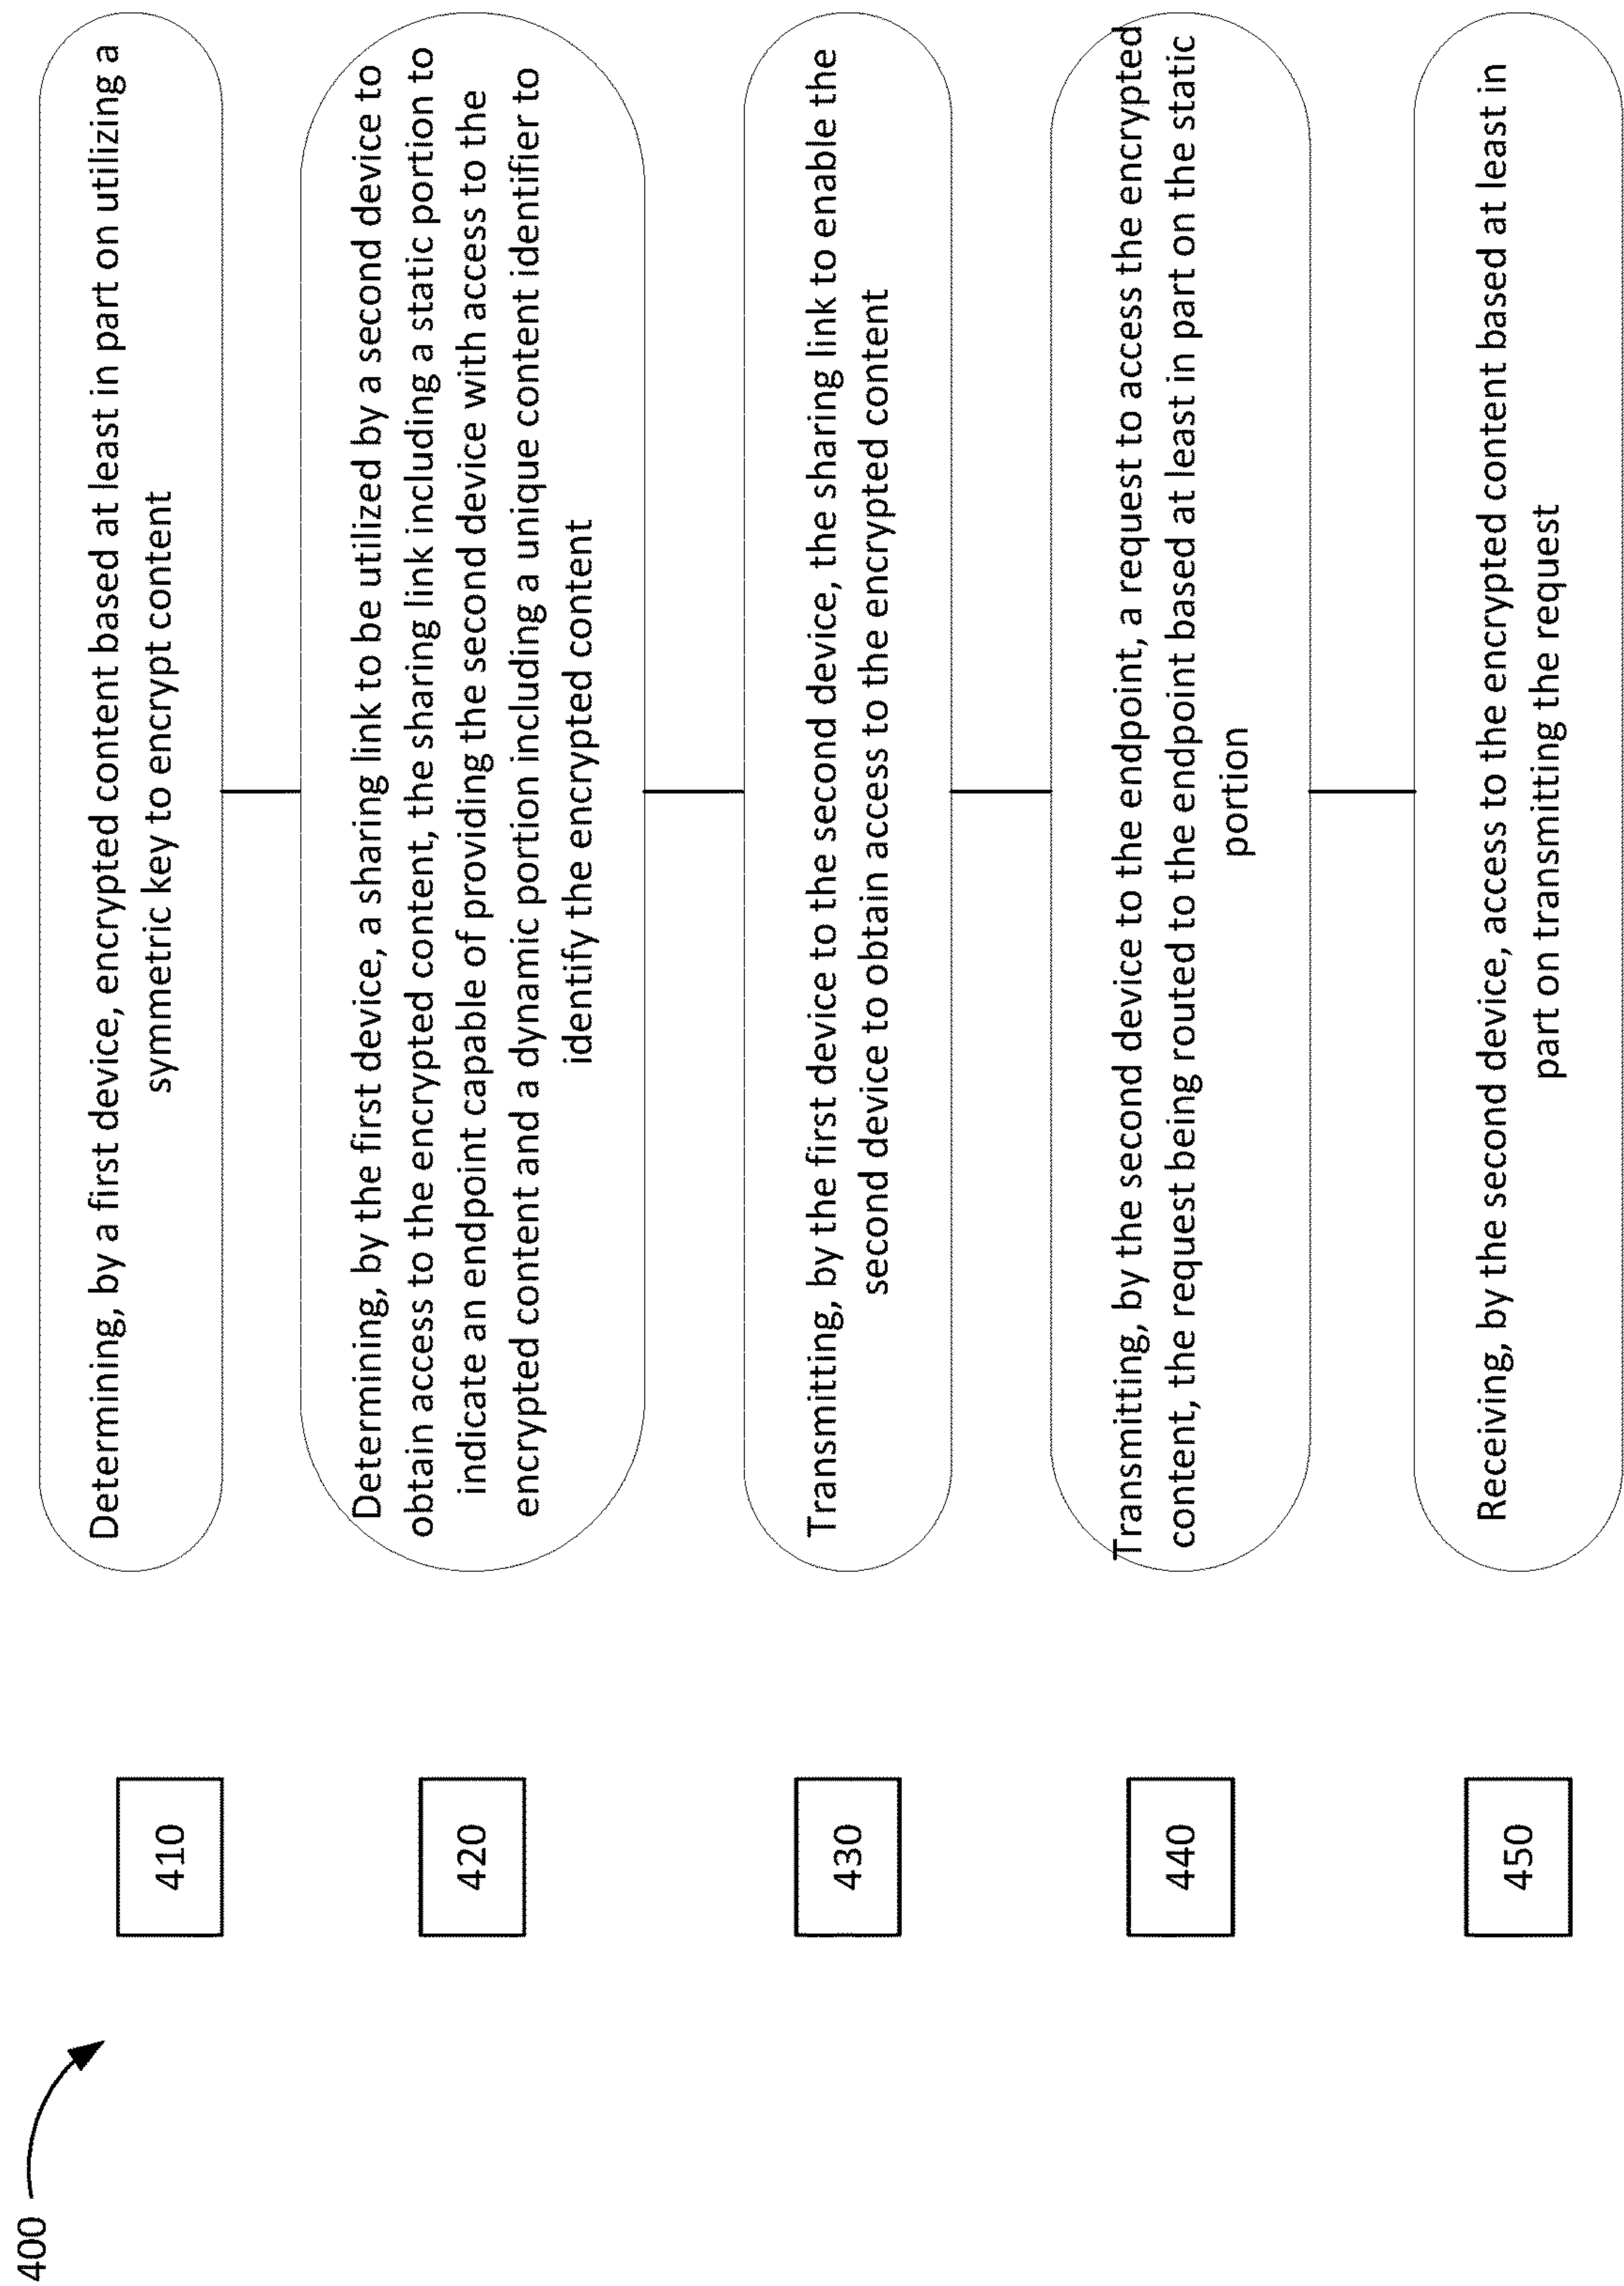 400
410
Determining, by a first device, encrypted content based at least in part on utilizing a
symmetric key to encrypt content
420
Determining, by the first device, a sharing link to be utilized by a second device to
obtain access to the encrypted content, the sharing link including a static portion to
indicate an endpoint capable of providing the second device with access to the
encrypted content and a dynamic portion including a unique content identifier to
identify the encrypted content
430
Transmitting, by the first device to the second device, the sharing link to enable the
second device to obtain access to the encrypted content
440
Transmitting, by the second device to the endpoint, a request to access the encrypted
content, the request being routed to the endpoint based at least in part on the static
portion
450
Receiving, by the second device, access to the encrypted content based at least in
part on transmitting the request